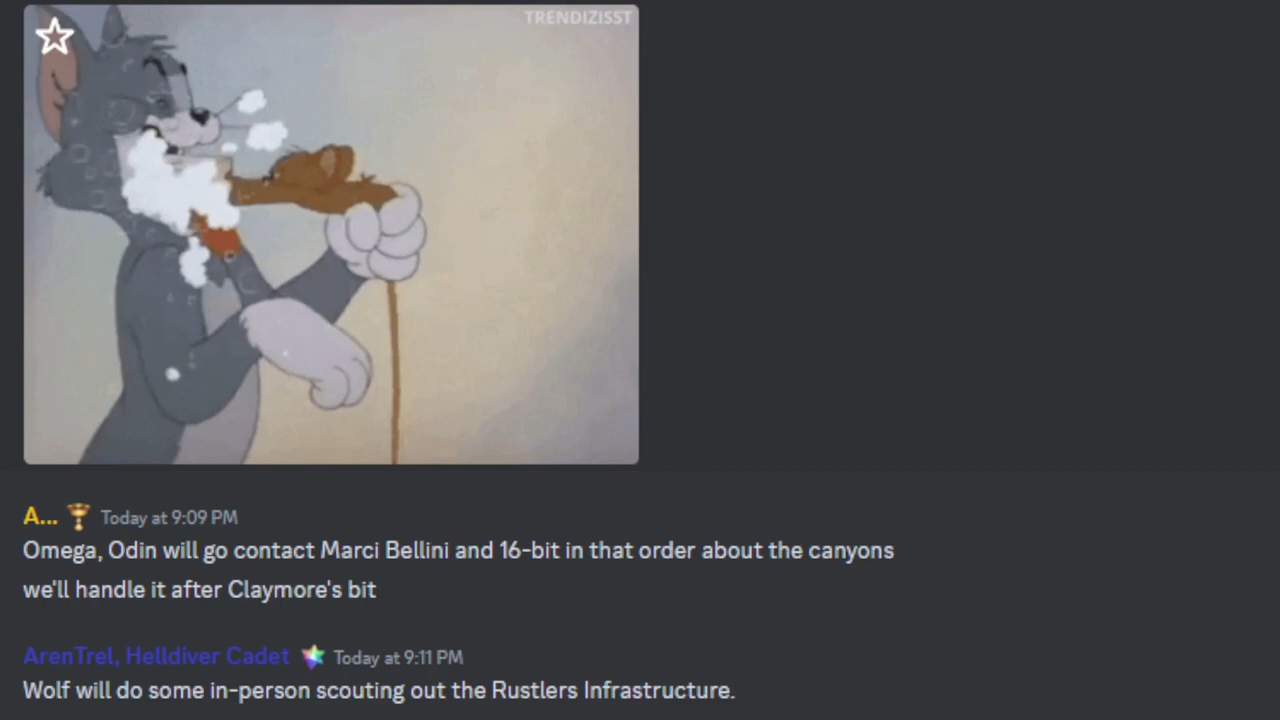 TRENDIZISST
A... Today at 9:09 PM
Omega, Odin will go contact Marci Bellini and 16-bit in that order about the canyons
we'll handle it after Claymore's bit
ArenTrel, Helldiver Cadet Today at 9:11 PM
Wolf will do some in-person scouting out the Rustlers Infrastructure.